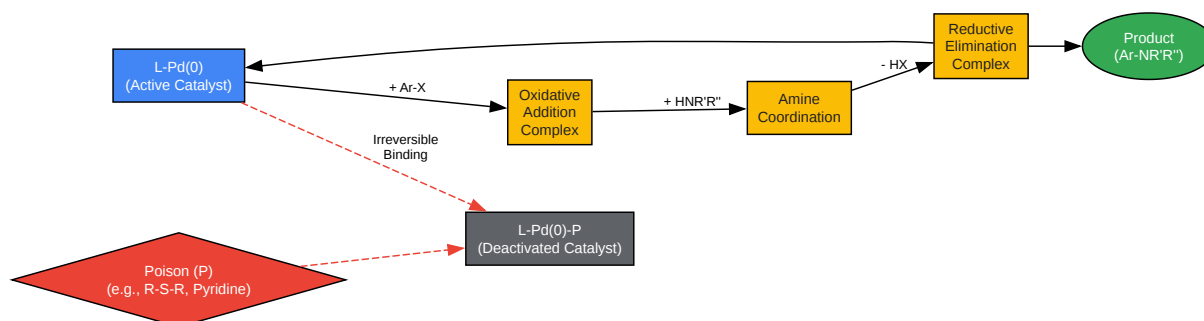 L-Pd(0)
(Active Catalyst)
+ Ar-X
Oxidative
Addition
Complex
+ HNR'R''
Amine
Coordination
- HX
Reductive
Elimination
Complex
Product
(Ar-NR'R'')
Irreversible
Binding
L-Pd(0)-P
(Deactivated Catalyst)
Poison (P)
(e.g., R-S-R, Pyridine)